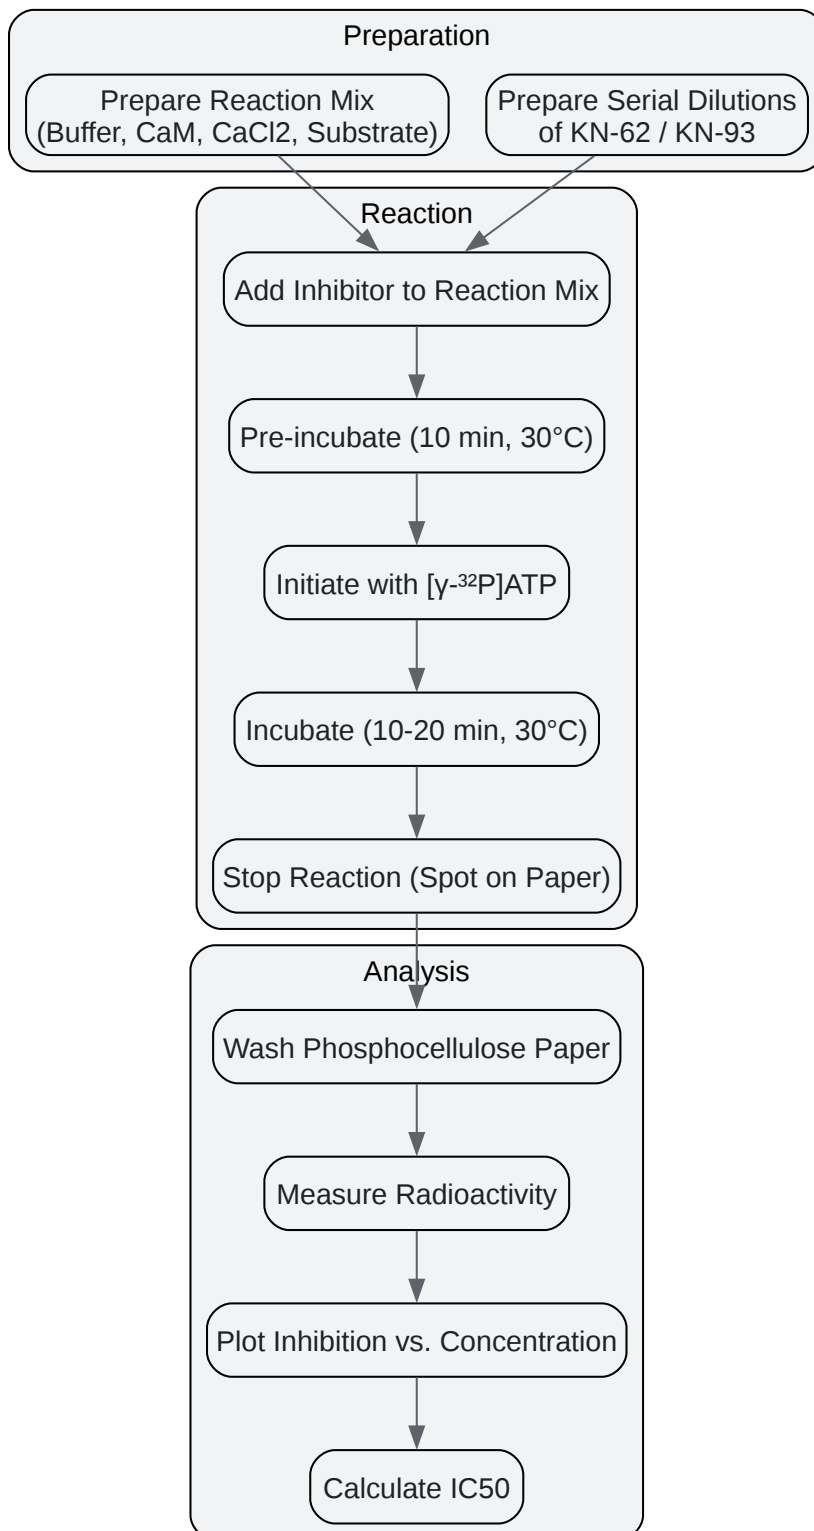 Preparation
Prepare Reaction Mix
(Buffer, CaM, CaCl2, Substrate)
Prepare Serial Dilutions
of KN-62 / KN-93
Reaction
Add Inhibitor to Reaction Mix
Pre-incubate (10 min, 30°C)
Initiate with [γ-³²P]ATP
Incubate (10-20 min, 30°C)
Stop Reaction (Spot on Paper)
Analysis
Wash Phosphocellulose Paper
Measure Radioactivity
Plot Inhibition vs. Concentration
Calculate IC50